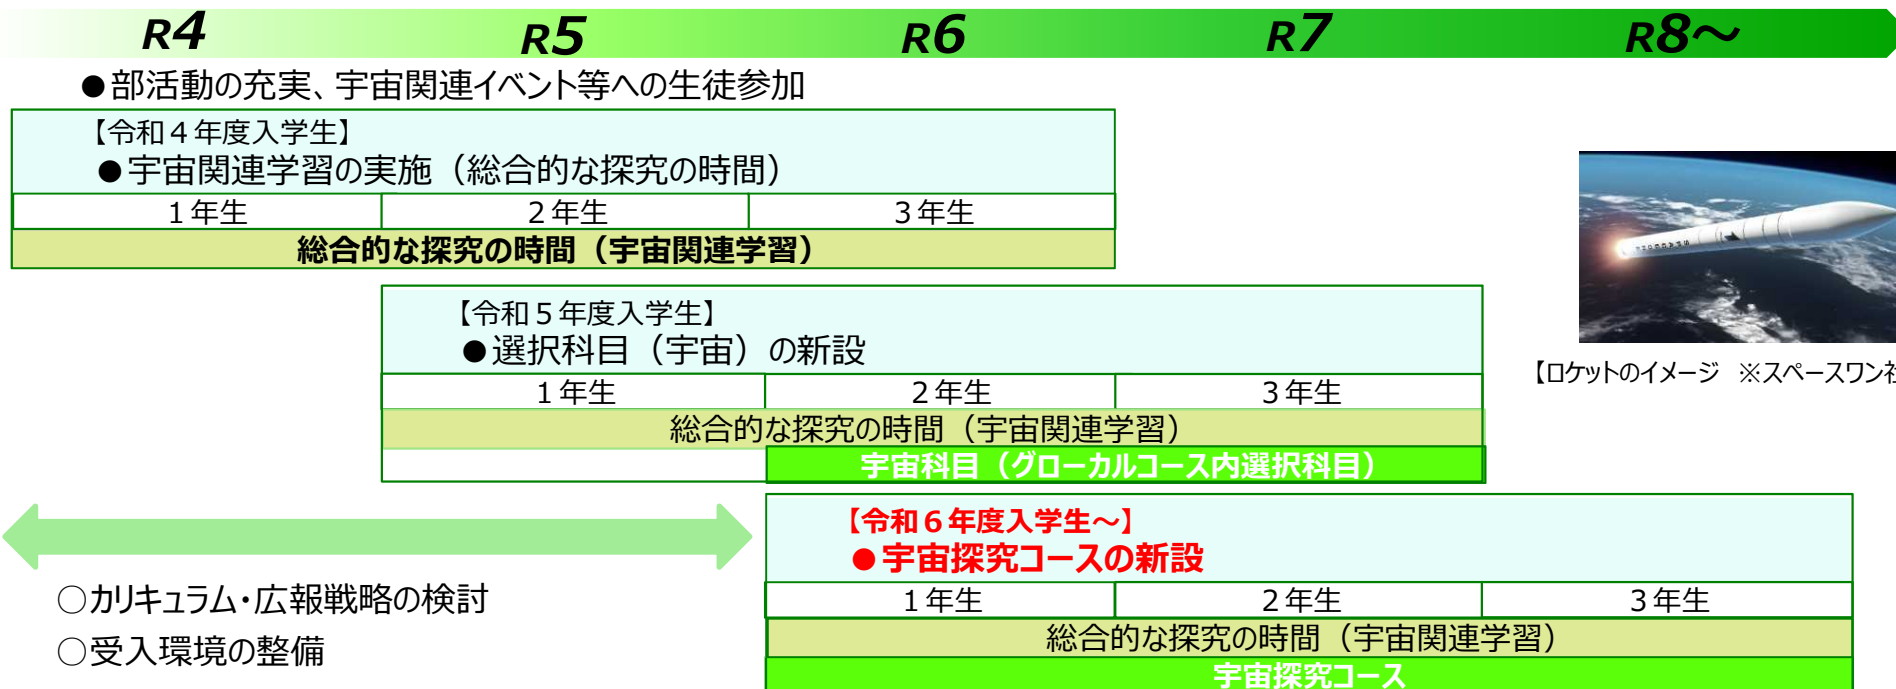 R4 R5 R6 R7 R8～
●部活動の充実、宇宙関連イベント等への生徒参加
【令和４年度入学生】
●宇宙関連学習の実施（総合的な探究の時間）
１年生 ２年生 ３年生
総合的な探究の時間（宇宙関連学習）
【令和５年度入学生】
●選択科目（宇宙）の新設
１年生 ２年生 ３年生
総合的な探究の時間（宇宙関連学習）
宇宙科目（グローカルコース内選択科目）
【ロケットのイメージ　※スペースワン社
【令和６年度入学生～】
●宇宙探究コースの新設
１年生 ２年生 ３年生
総合的な探究の時間（宇宙関連学習）
宇宙探究コース
○カリキュラム・広報戦略の検討
○受入環境の整備